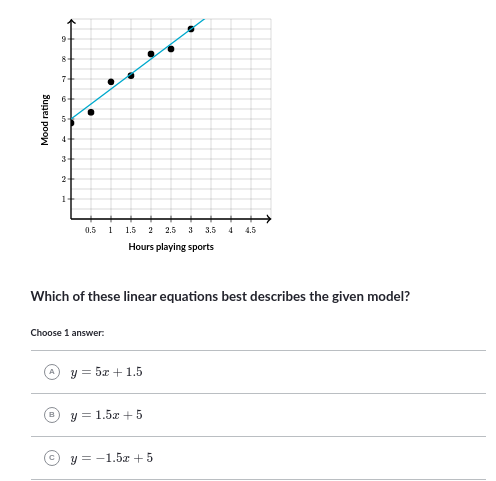 9
8
7
6
5
4
3
2
1
Mood rating
0.5 1 1.5 2 2.5 3 3.5 4 4.5
Hours playing sports
Which of these linear equations best describes the given model?
Choose 1 answer:
A y = 5x + 1.5
B y = 1.5x + 5
C y = −1.5x + 5